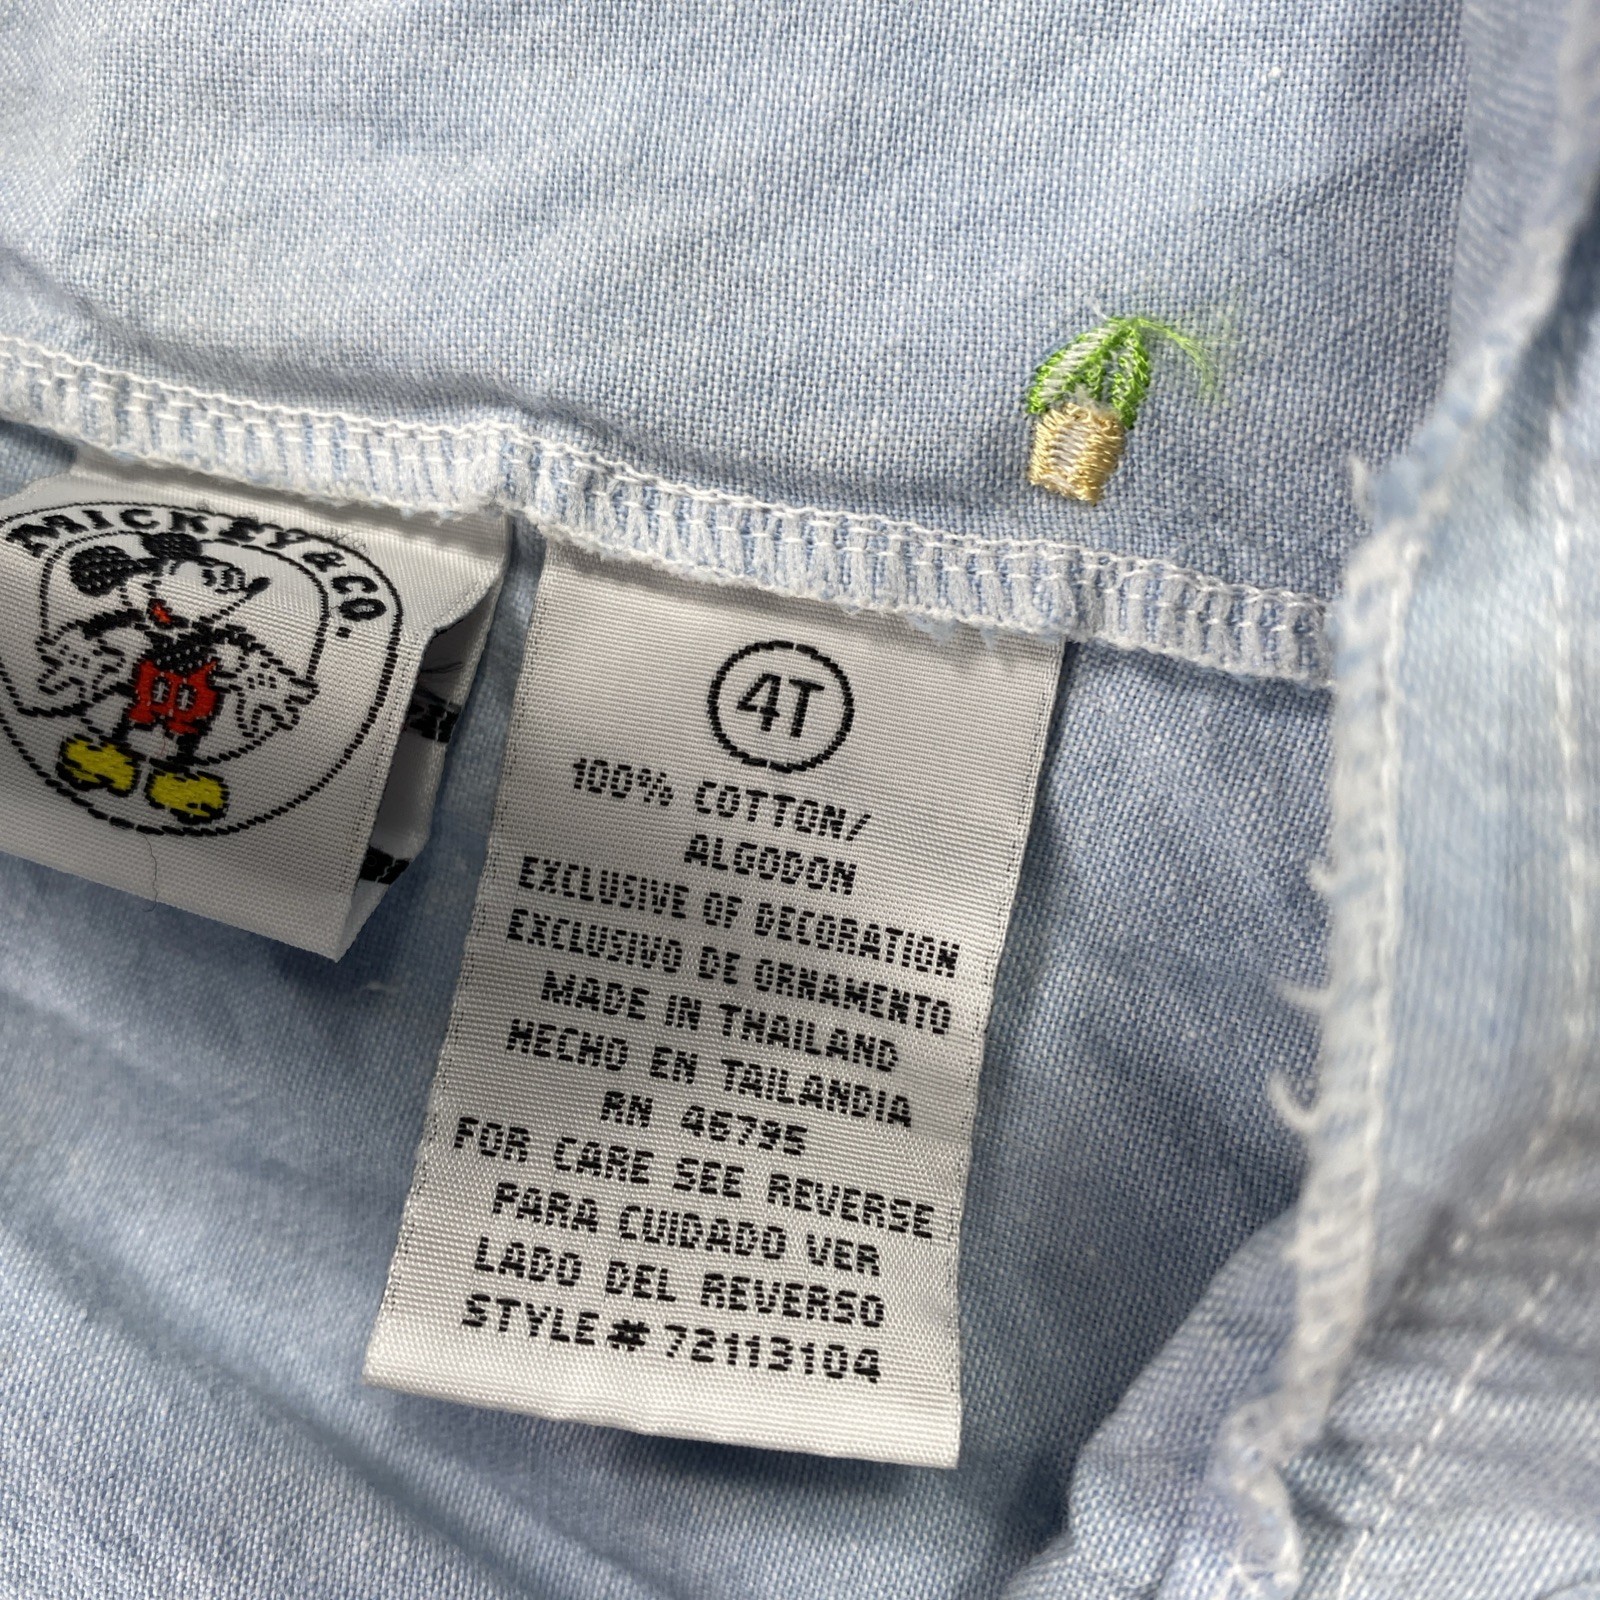 MICKEY & CO.
4T
100% COTTON/
ALGODON
EXCLUSIVE OF DECORATION
EXCLUSIVO DE ORNAMENTO
MADE IN THAILAND
HECHO EN TAILANDIA
RN 46795
FOR CARE SEE REVERSE
PARA CUIDADO VER
LADO DEL REVERSO
STYLE # 72113104